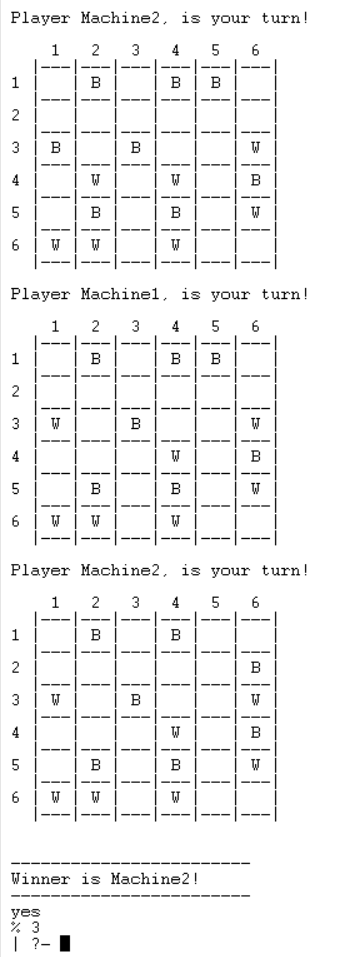 Player Machine2, is your turn!
    1   2   3   4   5   6
  |---|---|---|---|---|---|
1 |   | B |   | B | B |   |
  |---|---|---|---|---|---|
2 |   |   |   |   |   |   |
  |---|---|---|---|---|---|
3 | B |   | B |   |   | W |
  |---|---|---|---|---|---|
4 |   | W |   | W |   | B |
  |---|---|---|---|---|---|
5 |   | B |   | B |   | W |
  |---|---|---|---|---|---|
6 | W | W |   | W |   |   |
  |---|---|---|---|---|---|
Player Machine1, is your turn!
    1   2   3   4   5   6
  |---|---|---|---|---|---|
1 |   | B |   | B | B |   |
  |---|---|---|---|---|---|
2 |   |   |   |   |   |   |
  |---|---|---|---|---|---|
3 | W |   | B |   |   | W |
  |---|---|---|---|---|---|
4 |   |   |   | W |   | B |
  |---|---|---|---|---|---|
5 |   | B |   | B |   | W |
  |---|---|---|---|---|---|
6 | W | W |   | W |   |   |
  |---|---|---|---|---|---|
Player Machine2, is your turn!
    1   2   3   4   5   6
  |---|---|---|---|---|---|
1 |   | B |   | B |   |   |
  |---|---|---|---|---|---|
2 |   |   |   |   |   | B |
  |---|---|---|---|---|---|
3 | W |   | B |   |   | W |
  |---|---|---|---|---|---|
4 |   |   |   | W |   | B |
  |---|---|---|---|---|---|
5 |   | B |   | B |   | W |
  |---|---|---|---|---|---|
6 | W | W |   | W |   |   |
  |---|---|---|---|---|---|
------------------------
Winner is Machine2!
------------------------
yes
% 3
| ?-